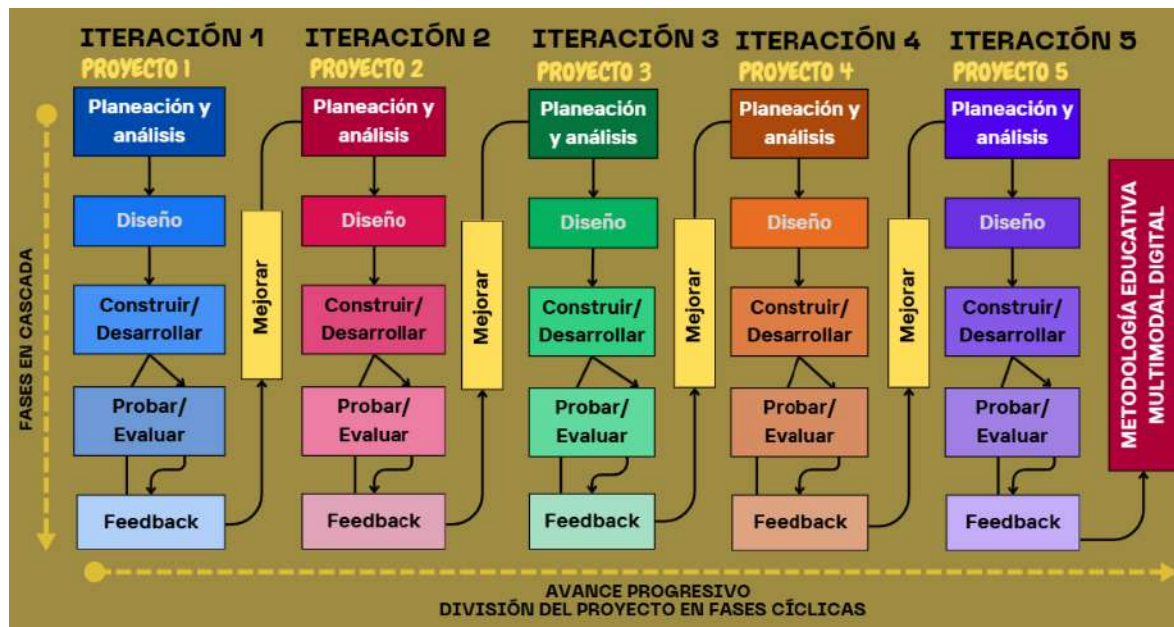 ITERACIÓN 1
PROYECTO 1
Planeación y
análisis
Diseño
Construir/
Desarrollar
Probar/
Evaluar
Feedback
Mejorar
ITERACIÓN 2
PROYECTO 2
Planeación y
análisis
Diseño
Construir/
Desarrollar
Probar/
Evaluar
Feedback
Mejorar
ITERACIÓN 3
PROYECTO 3
Planeación
y análisis
Diseño
Construir/
Desarrollar
Probar/
Evaluar
Feedback
Mejorar
ITERACIÓN 4
PROYECTO 4
Planeación y
análisis
Diseño
Construir/
Desarrollar
Probar/
Evaluar
Feedback
Mejorar
ITERACIÓN 5
PROYECTO 5
Planeación y
análisis
Diseño
Construir/
Desarrollar
Probar/
Evaluar
Feedback
METODOLOGÍA EDUCATIVA
MULTIMODAL DIGITAL
FASES EN CASCADA
AVANCE PROGRESIVO
DIVISIÓN DEL PROYECTO EN FASES CÍCLICAS